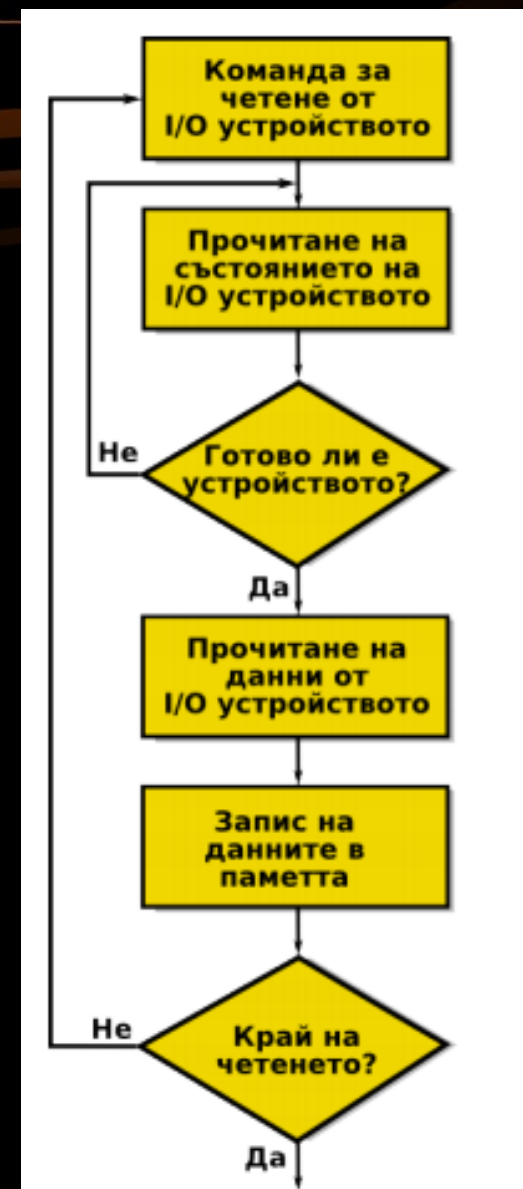 Команда за
четене от
I/O устройството
Прочитане на
състоянието на
I/O устройството
Готово ли е
устройството?
Не
Да
Прочитане на
данни от
I/O устройството
Запис на
данните в
паметта
Край на
четенето?
Не
Да